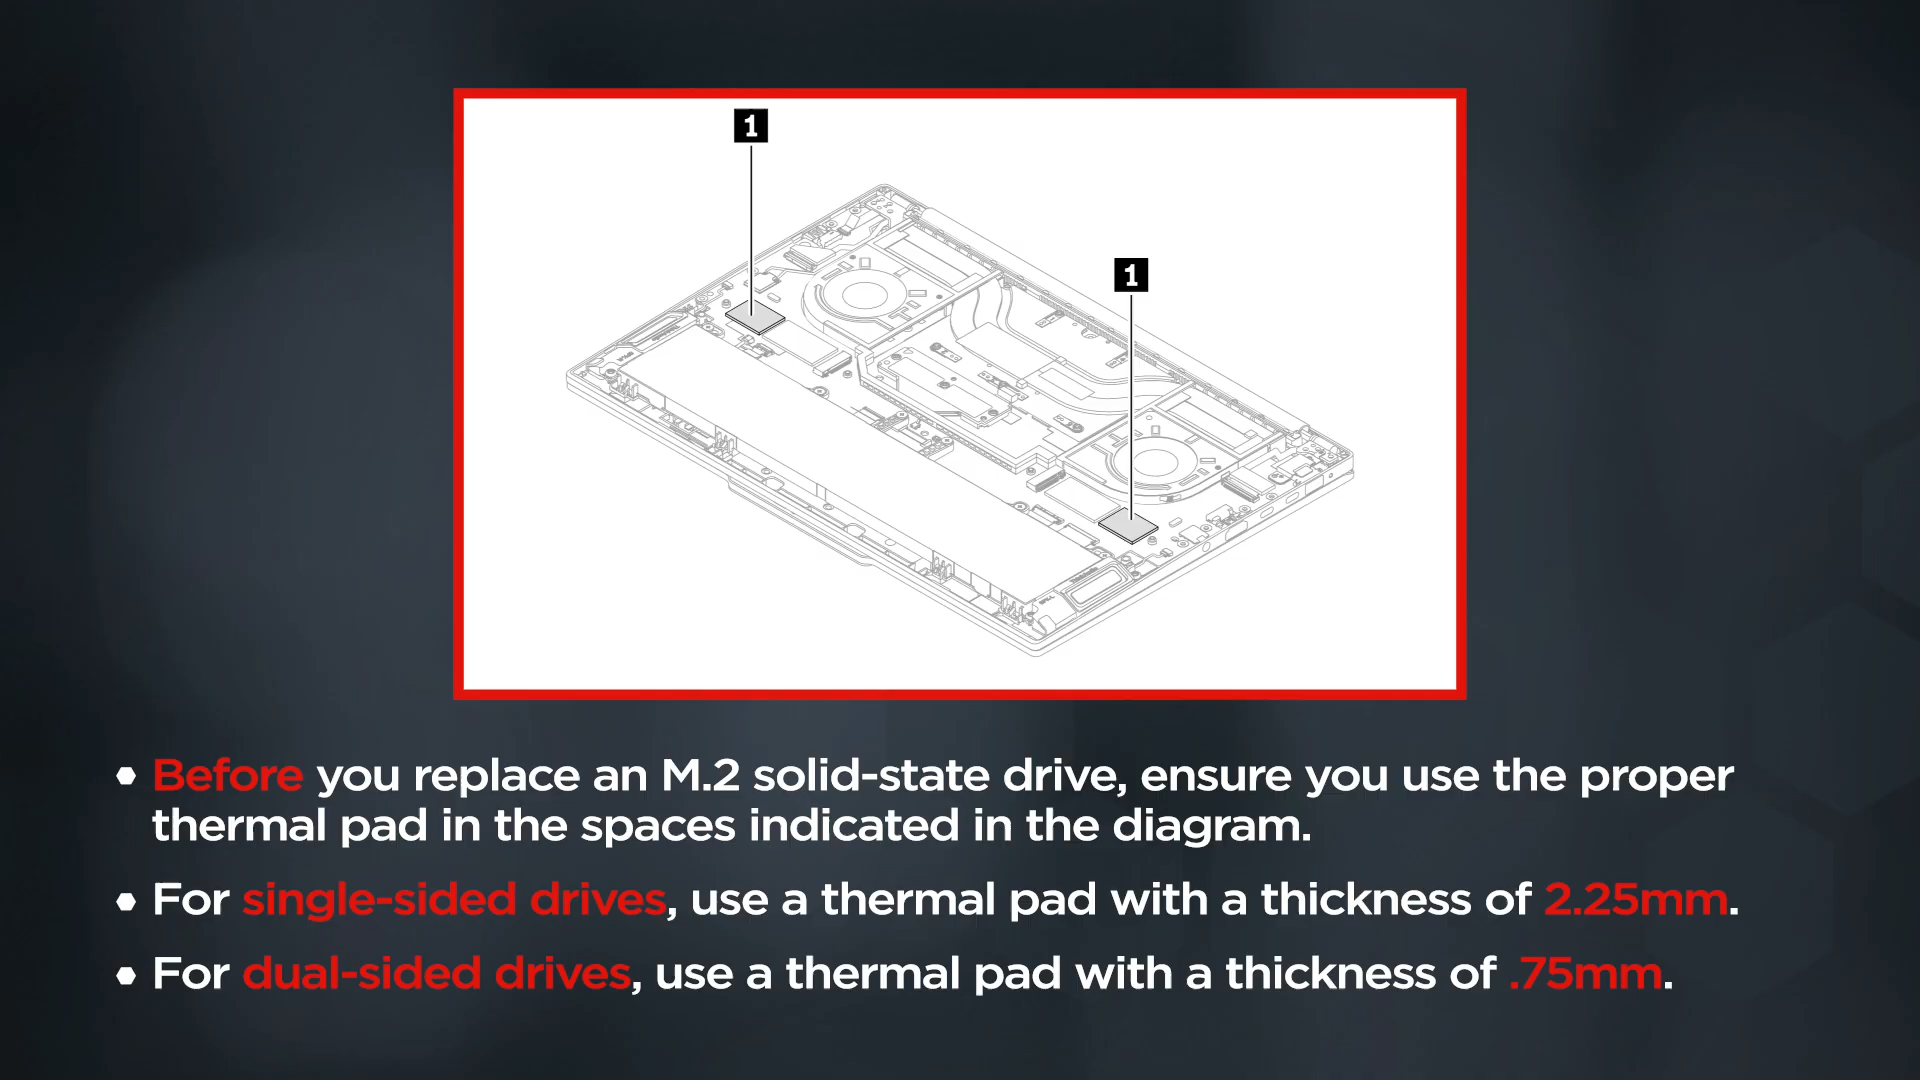 1
1
• Before you replace an M.2 solid-state drive, ensure you use the proper
thermal pad in the spaces indicated in the diagram.
• For single-sided drives, use a thermal pad with a thickness of 2.25mm.
• For dual-sided drives, use a thermal pad with a thickness of .75mm.